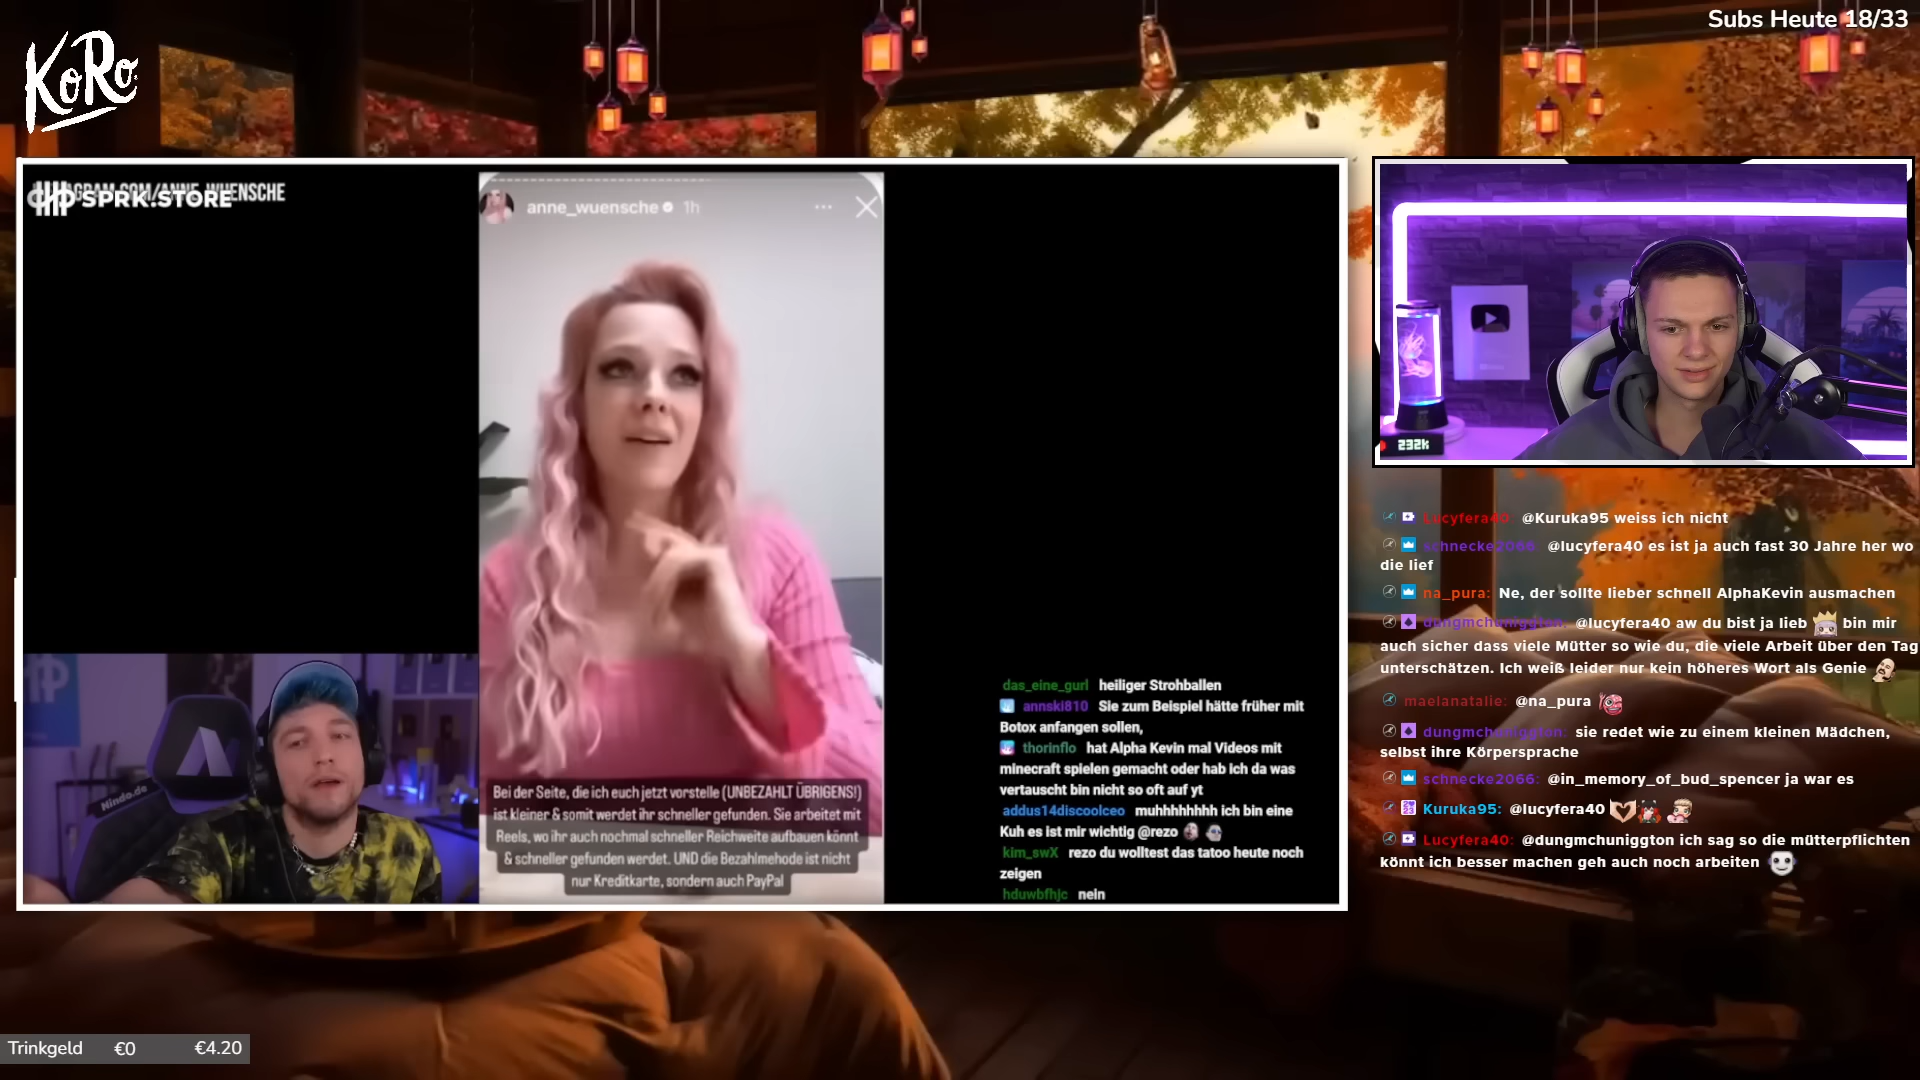 Subs Heute 18/33
KoRo
AGRAM.COM/ANNE_WUENSCHE
SPRK.STORE
anne_wuensche 1h
232k
Nindo.de
Bei der Seite, die ich euch jetzt vorstelle (UNBEZAHLT ÜBRIGENS!)
ist kleiner & somit werdet ihr schneller gefunden. Sie arbeitet mit
Reels, wo ihr auch nochmal schneller Reichweite aufbauen könnt
& schneller gefunden werdet. UND die Bezahlmehode ist nicht
nur Kreditkarte, sondern auch PayPal
das_eine_gurl heiliger Strohballen
annski810 Sie zum Beispiel hätte früher mit
Botox anfangen sollen,
thorinflo hat Alpha Kevin mal Videos mit
minecraft spielen gemacht oder hab ich da was
vertauscht bin nicht so oft auf yt
addus14discoolceo muhhhhhhhh ich bin eine
Kuh es ist mir wichtig @rezo
kim_swX rezo du wolltest das tatoo heute noch
zeigen
hduwbfhjc nein
Lucyfera40: @Kuruka95 weiss ich nicht
schnecke2066: @lucyfera40 es ist ja auch fast 30 Jahre her wo
die lief
na_pura: Ne, der sollte lieber schnell AlphaKevin ausmachen
dungmchuniggton: @lucyfera40 aw du bist ja lieb bin mir
auch sicher dass viele Mütter so wie du, die viele Arbeit über den Tag
unterschätzen. Ich weiß leider nur kein höheres Wort als Genie
maelanatalie: @na_pura
dungmchuniggton: sie redet wie zu einem kleinen Mädchen,
selbst ihre Körpersprache
schnecke2066: @in_memory_of_bud_spencer ja war es
Kuruka95: @lucyfera40
Lucyfera40: @dungmchuniggton ich sag so die mütterpflichten
könnt ich besser machen geh auch noch arbeiten
Trinkgeld €0 €4.20